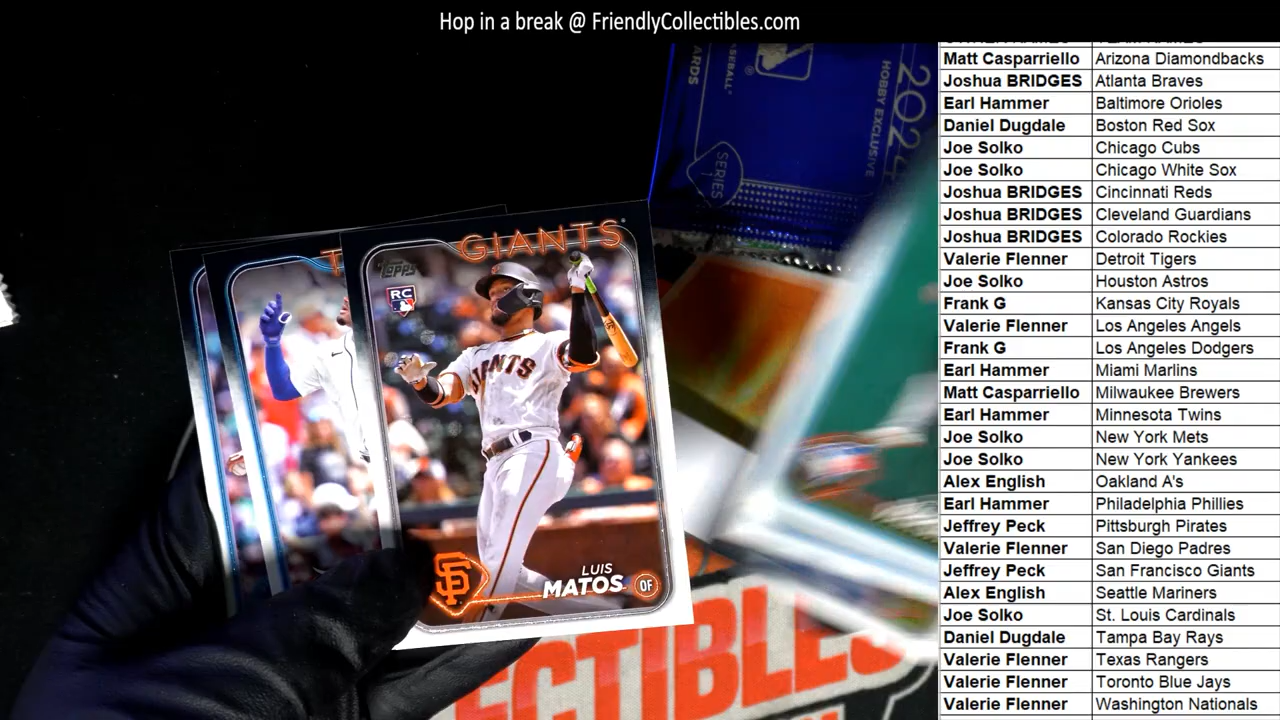 Hop in a break @ FriendlyCollectibles.com
Matt Casparriello Arizona Diamondbacks
Joshua BRIDGES Atlanta Braves
Earl Hammer Baltimore Orioles
Daniel Dugdale Boston Red Sox
Joe Solko Chicago Cubs
Joe Solko Chicago White Sox
Joshua BRIDGES Cincinnati Reds
Joshua BRIDGES Cleveland Guardians
Joshua BRIDGES Colorado Rockies
Valerie Flenner Detroit Tigers
Joe Solko Houston Astros
Frank G Kansas City Royals
Valerie Flenner Los Angeles Angels
Frank G Los Angeles Dodgers
Earl Hammer Miami Marlins
Matt Casparriello Milwaukee Brewers
Earl Hammer Minnesota Twins
Joe Solko New York Mets
Joe Solko New York Yankees
Alex English Oakland A's
Earl Hammer Philadelphia Phillies
Jeffrey Peck Pittsburgh Pirates
Valerie Flenner San Diego Padres
Jeffrey Peck San Francisco Giants
Alex English Seattle Mariners
Joe Solko St. Louis Cardinals
Daniel Dugdale Tampa Bay Rays
Valerie Flenner Texas Rangers
Valerie Flenner Toronto Blue Jays
Valerie Flenner Washington Nationals
BASEBALL
HOBBY EXCLUSIVE
SERIES 1
GIANTS
Topps
RC
GIANTS
SF
LUIS
MATOS OF